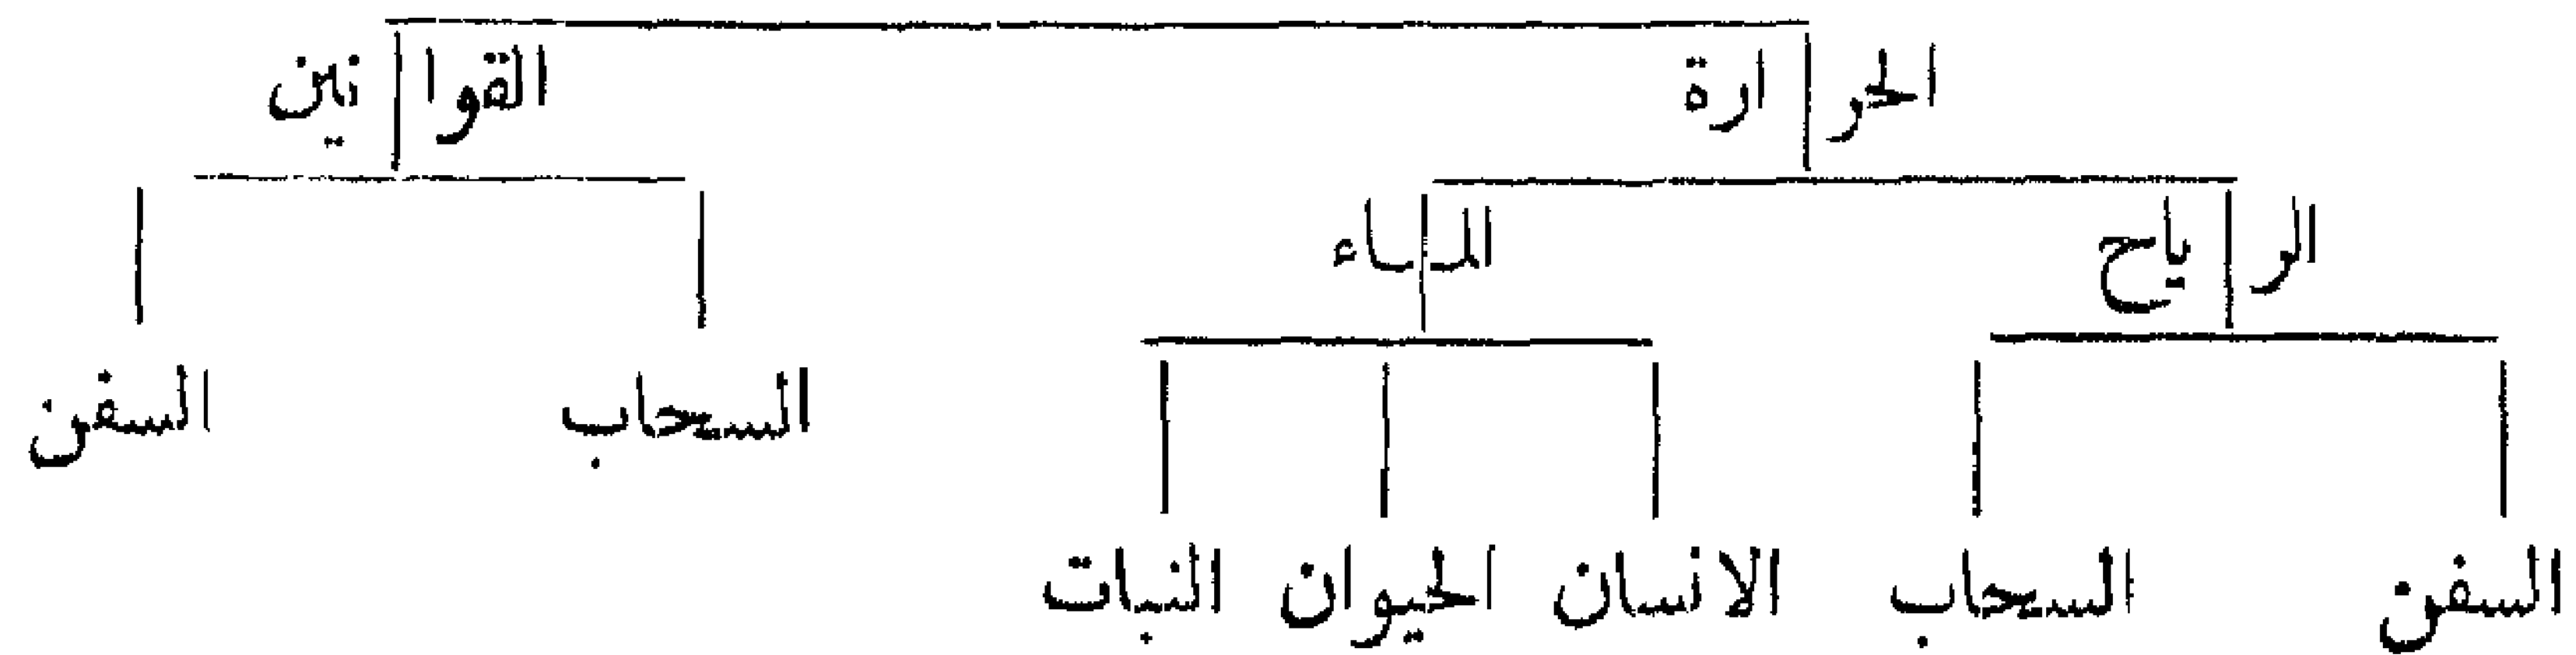 الحرارة القوانين
الرياح الماء
السحاب السفن
السفن السحاب الانسان الحيوان النبات